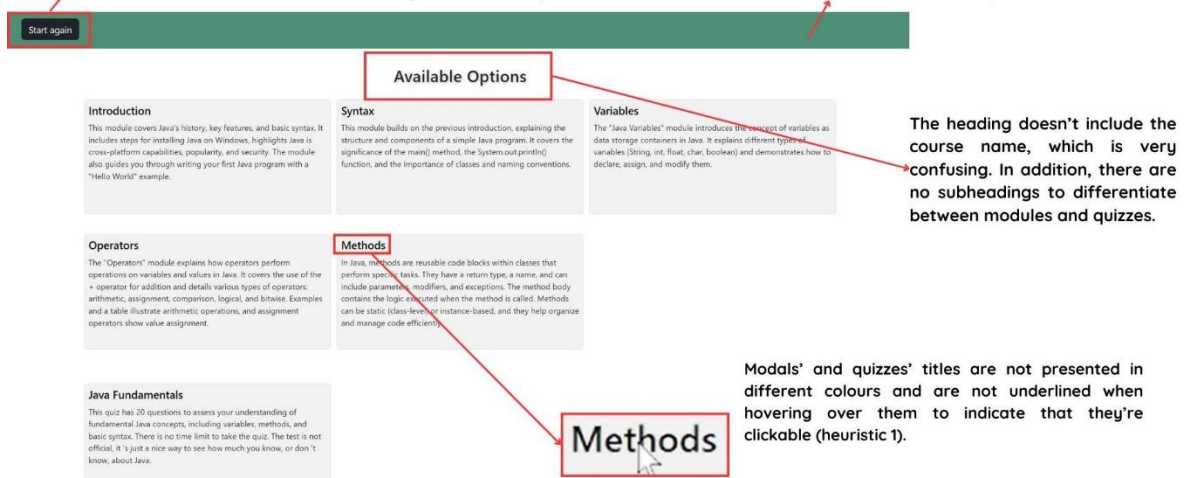 Start again
Available Options
Introduction
This module covers Java's history, key features, and basic syntax. It
includes steps for installing Java on Windows, highlights Java is
cross-platform capabilities, popularity, and security. The module
also guides you through writing your first Java program with a
"Hello World" example.
Syntax
This module builds on the previous introduction, explaining the
structure and components of a simple Java program. It covers the
significance of the main() method, the System.out.println()
function, and the importance of classes and naming conventions.
Variables
The "Java Variables" module introduces the concept of variables as
data storage containers in Java. It explains different types of
variables (String, int, float, char, boolean) and demonstrates how to
declare, assign, and modify them.
The heading doesn't include the
course name, which is very
confusing. In addition, there are
no subheadings to differentiate
between modules and quizzes.
Operators
The "Operators" module explains how operators perform
operations on variables and values in Java. It covers the use of the
+ operator for addition and details various types of operators:
arithmetic, assignment, comparison, logical, and bitwise. Examples
and a table illustrate arithmetic operations, and assignment
operators show value assignment.
Methods
In Java, methods are reusable code blocks within classes that
perform specific tasks. They have a return type, a name, and can
include parameters, modifiers, and exceptions. The method body
contains the logic executed when the method is called. Methods
can be static (class-level) or instance-based, and they help organize
and manage code efficiently.
Java Fundamentals
This quiz has 20 questions to assess your understanding of
fundamental Java concepts, including variables, methods, and
basic syntax. There is no time limit to take the quiz. The test is not
official, it 's just a nice way to see how much you know, or don 't
know, about Java.
Methods
Modals' and quizzes' titles are not presented in
different colours and are not underlined when
hovering over them to indicate that they're
clickable (heuristic 1).